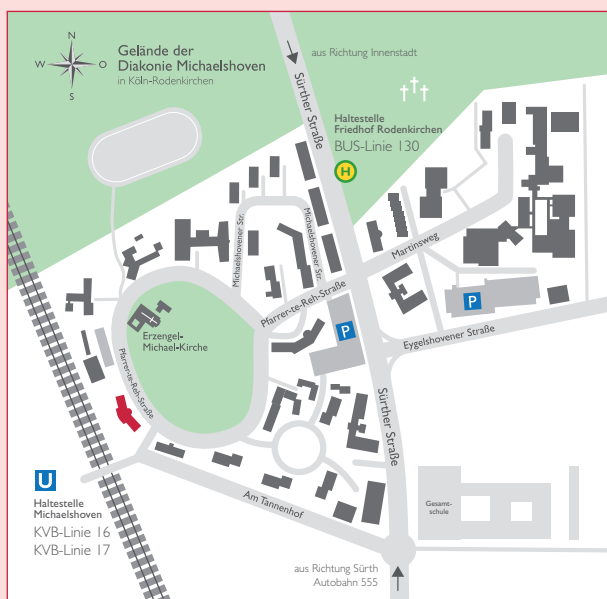 N
W
O
S
Gelände der
Diakonie Michaelshoven
in Köln-Rodenkirchen
aus Richtung Innenstadt
Sürther Straße
Haltestelle
Friedhof Rodenkirchen
BUS-Linie 130
H
Michaelshovener Str.
Michaelshovener Str.
Martinsweg
Pfarrer-te-Reh-Straße
P
P
Eygelshovener Straße
Erzengel-
Michael-Kirche
Pfarrer-te-Reh-Straße
Sürther Straße
U
Haltestelle
Michaelshoven
KVB-Linie 16
KVB-Linie 17
Am Tannenhof
Gesamt-
schule
aus Richtung Sürth
Autobahn 555